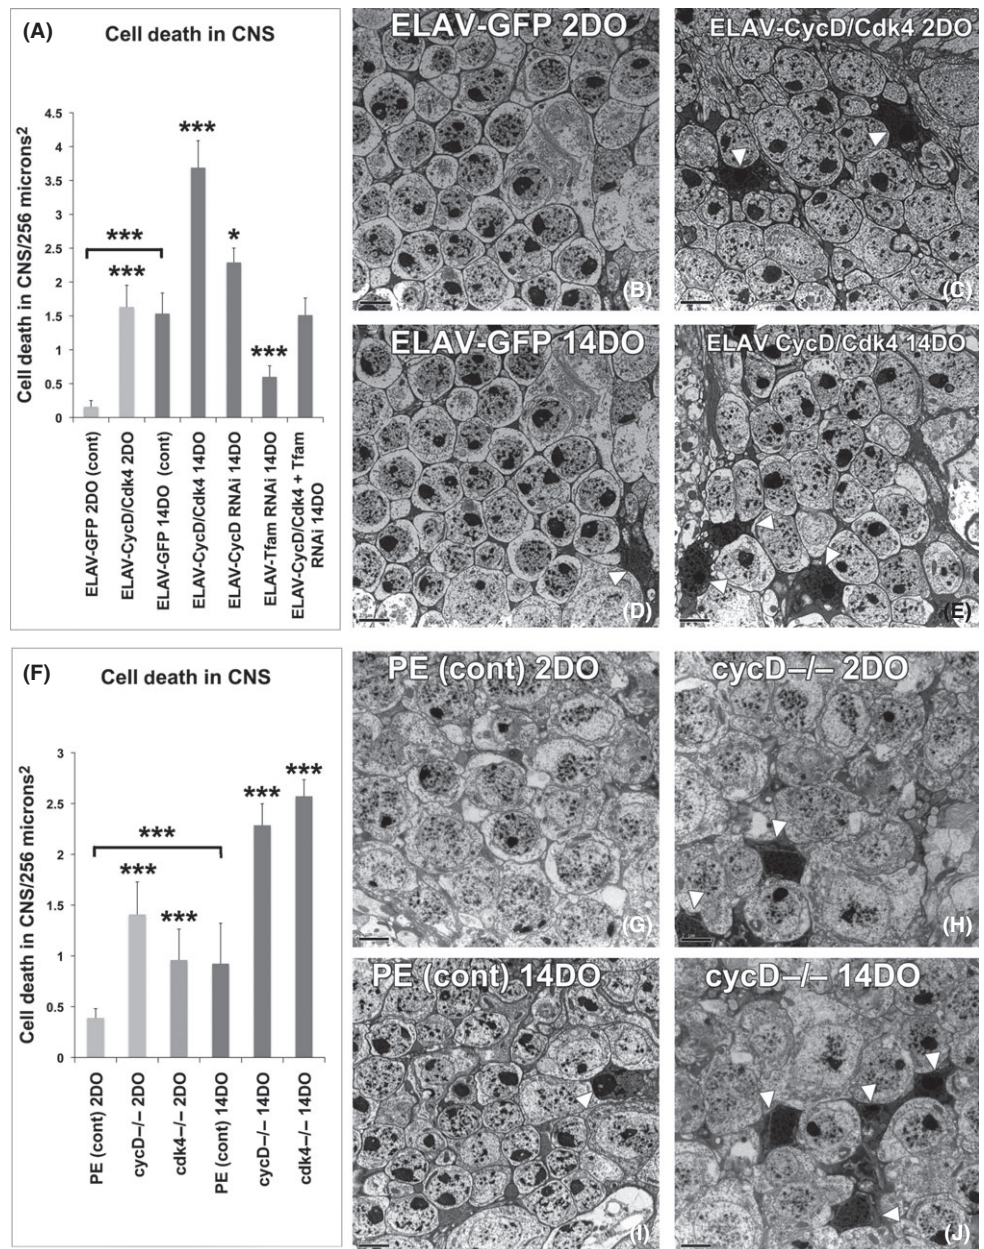 (A)
Cell death in CNS
Cell death in CNS/256 microns2
4.5
4
3.5
3
2.5
2
1.5
1
0.5
0
***
***
***
*
***
ELAV-GFP 2DO (cont)
ELAV-CycD/Cdk4 2DO
ELAV-GFP 14DO (cont)
ELAV-CycD/Cdk4 14DO
ELAV-CycD RNAi 14DO
ELAV-Tfam RNAi 14DO
ELAV-CycD/Cdk4 + Tfam
RNAi 14DO
ELAV-GFP 2DO
(B)
ELAV-CycD/Cdk4 2DO
(C)
ELAV-GFP 14DO
(D)
ELAV CycD/Cdk4 14DO
(E)
(F)
Cell death in CNS
Cell death in CNS/256 microns2
3
2.5
2
1.5
1
0.5
0
***
***
***
***
***
PE (cont) 2DO
cycD–/– 2DO
cdk4–/– 2DO
PE (cont) 14DO
cycD–/– 14DO
cdk4–/– 14DO
PE (cont) 2DO
(G)
cycD–/– 2DO
(H)
PE (cont) 14DO
(I)
cycD–/– 14DO
(J)